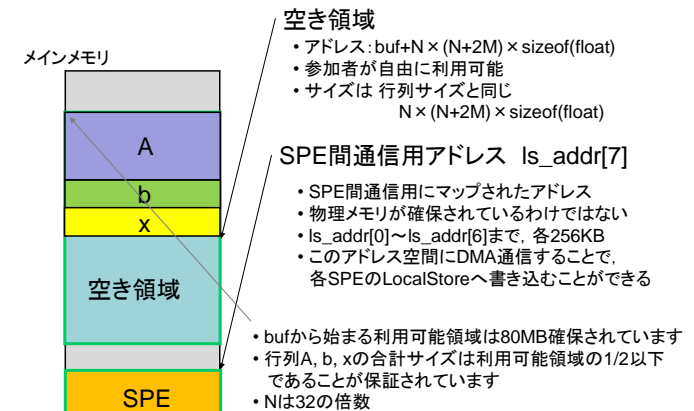 空き領域
• アドレス：buf+N×(N+2M)×sizeof(float)
• 参加者が自由に利用可能
• サイズは 行列サイズと同じ
N×(N+2M)×sizeof(float)
メインメモリ
A
b
x
空き領域
SPE
SPE間通信用アドレス ls_addr[7]
• SPE間通信用にマップされたアドレス
• 物理メモリが確保されているわけではない
• ls_addr[0]～ls_addr[6]まで，各256KB
• このアドレス空間にDMA通信することで，
各SPEのLocalStoreへ書き込むことができる
• bufから始まる利用可能領域は80MB確保されています
• 行列A, b, xの合計サイズは利用可能領域の1/2以下
であることが保証されています
• Nは32の倍数